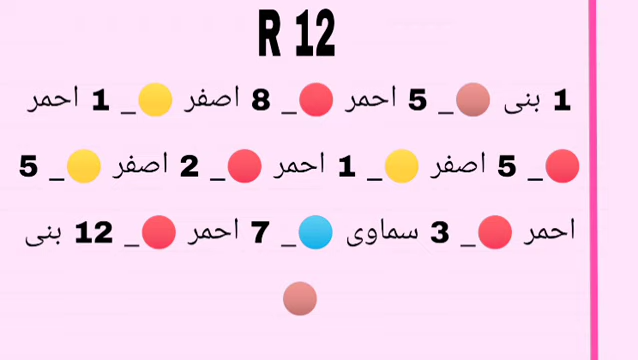 R 12
1 بنى 🟤_ 5 احمر 🔴_ 8 اصفر 🟡_ 1 احمر
🔴_ 5 اصفر 🟡_ 1 احمر 🔴_ 2 اصفر 🟡_ 5
احمر 🔴_ 3 سماوى 🔵_ 7 احمر 🔴_ 12 بنى
🟤